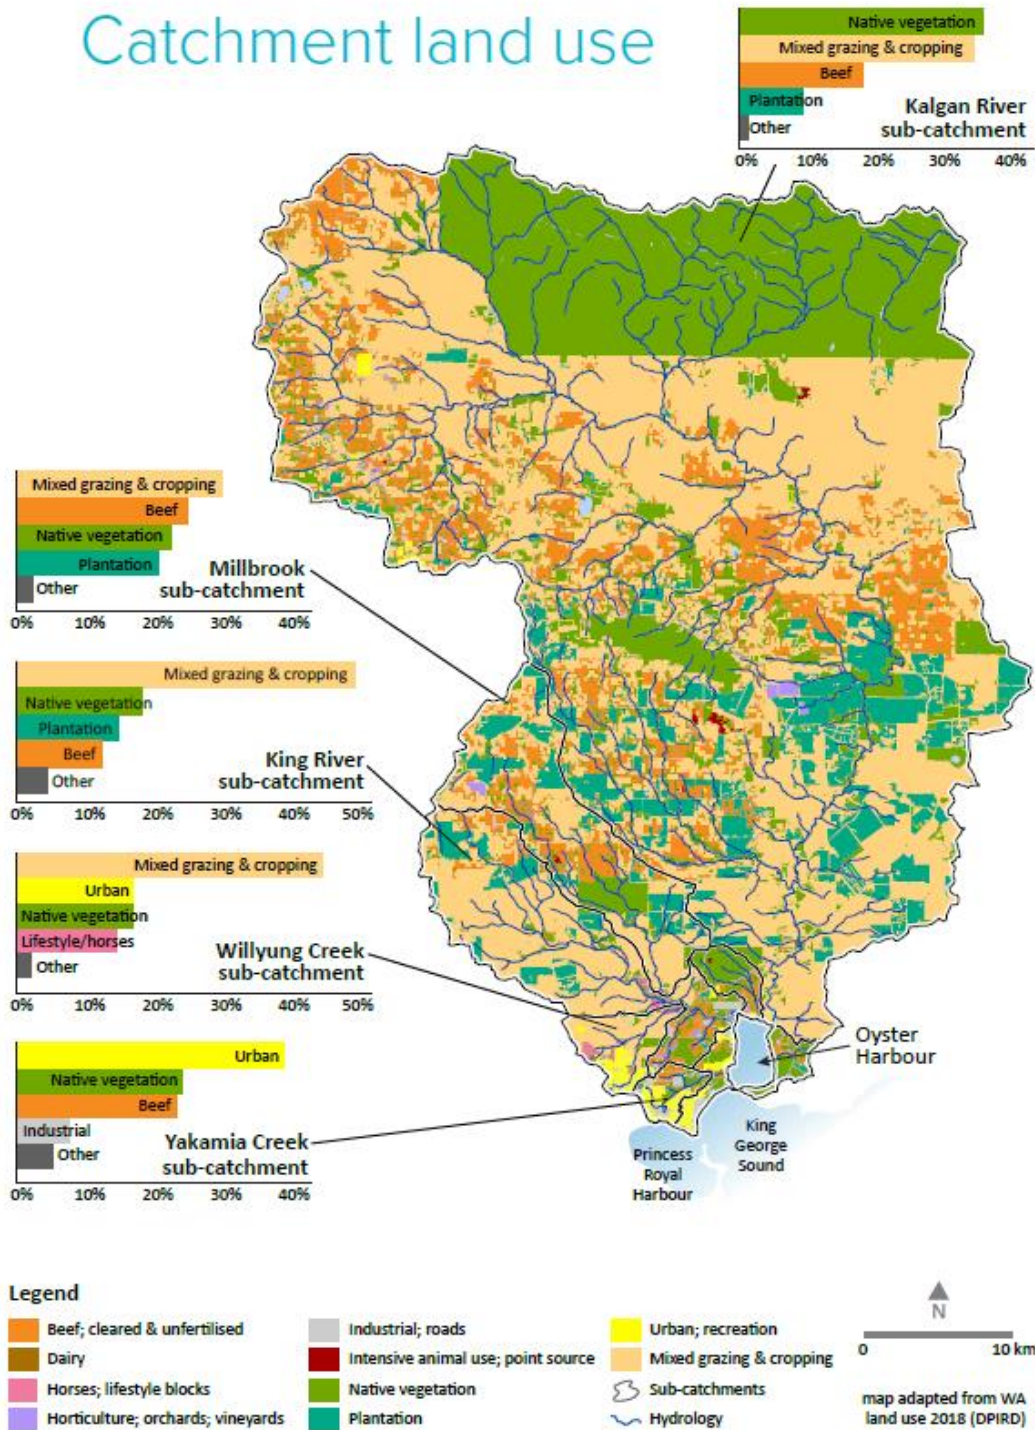 Catchment land use
Native vegetation
Mixed grazing & cropping
Beef
Plantation
Other
Kalgan River
sub-catchment
0% 10% 20% 30% 40%
Mixed grazing & cropping
Beef
Native vegetation
Plantation
Other
Millbrook
sub-catchment
0% 10% 20% 30% 40%
Mixed grazing & cropping
Native vegetation
Plantation
Beef
Other
King River
sub-catchment
0% 10% 20% 30% 40% 50%
Mixed grazing & cropping
Urban
Native vegetation
Lifestyle/horses
Other
Willyung Creek
sub-catchment
0% 10% 20% 30% 40% 50%
Urban
Native vegetation
Beef
Industrial
Other
Yakamia Creek
sub-catchment
0% 10% 20% 30% 40%
Oyster
Harbour
King
George
Sound
Princess
Royal
Harbour
Legend
Beef; cleared & unfertilised
Dairy
Horses; lifestyle blocks
Horticulture; orchards; vineyards
Industrial; roads
Intensive animal use; point source
Native vegetation
Plantation
Urban; recreation
Mixed grazing & cropping
Sub-catchments
Hydrology
N
0 10 km
map adapted from WA
land use 2018 (DPIRD)